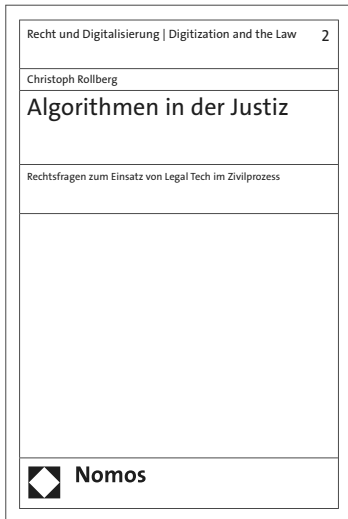 Recht und Digitalisierung | Digitization and the Law 2
Christoph Rollberg
Algorithmen in der Justiz
Rechtsfragen zum Einsatz von Legal Tech im Zivilprozess
Nomos